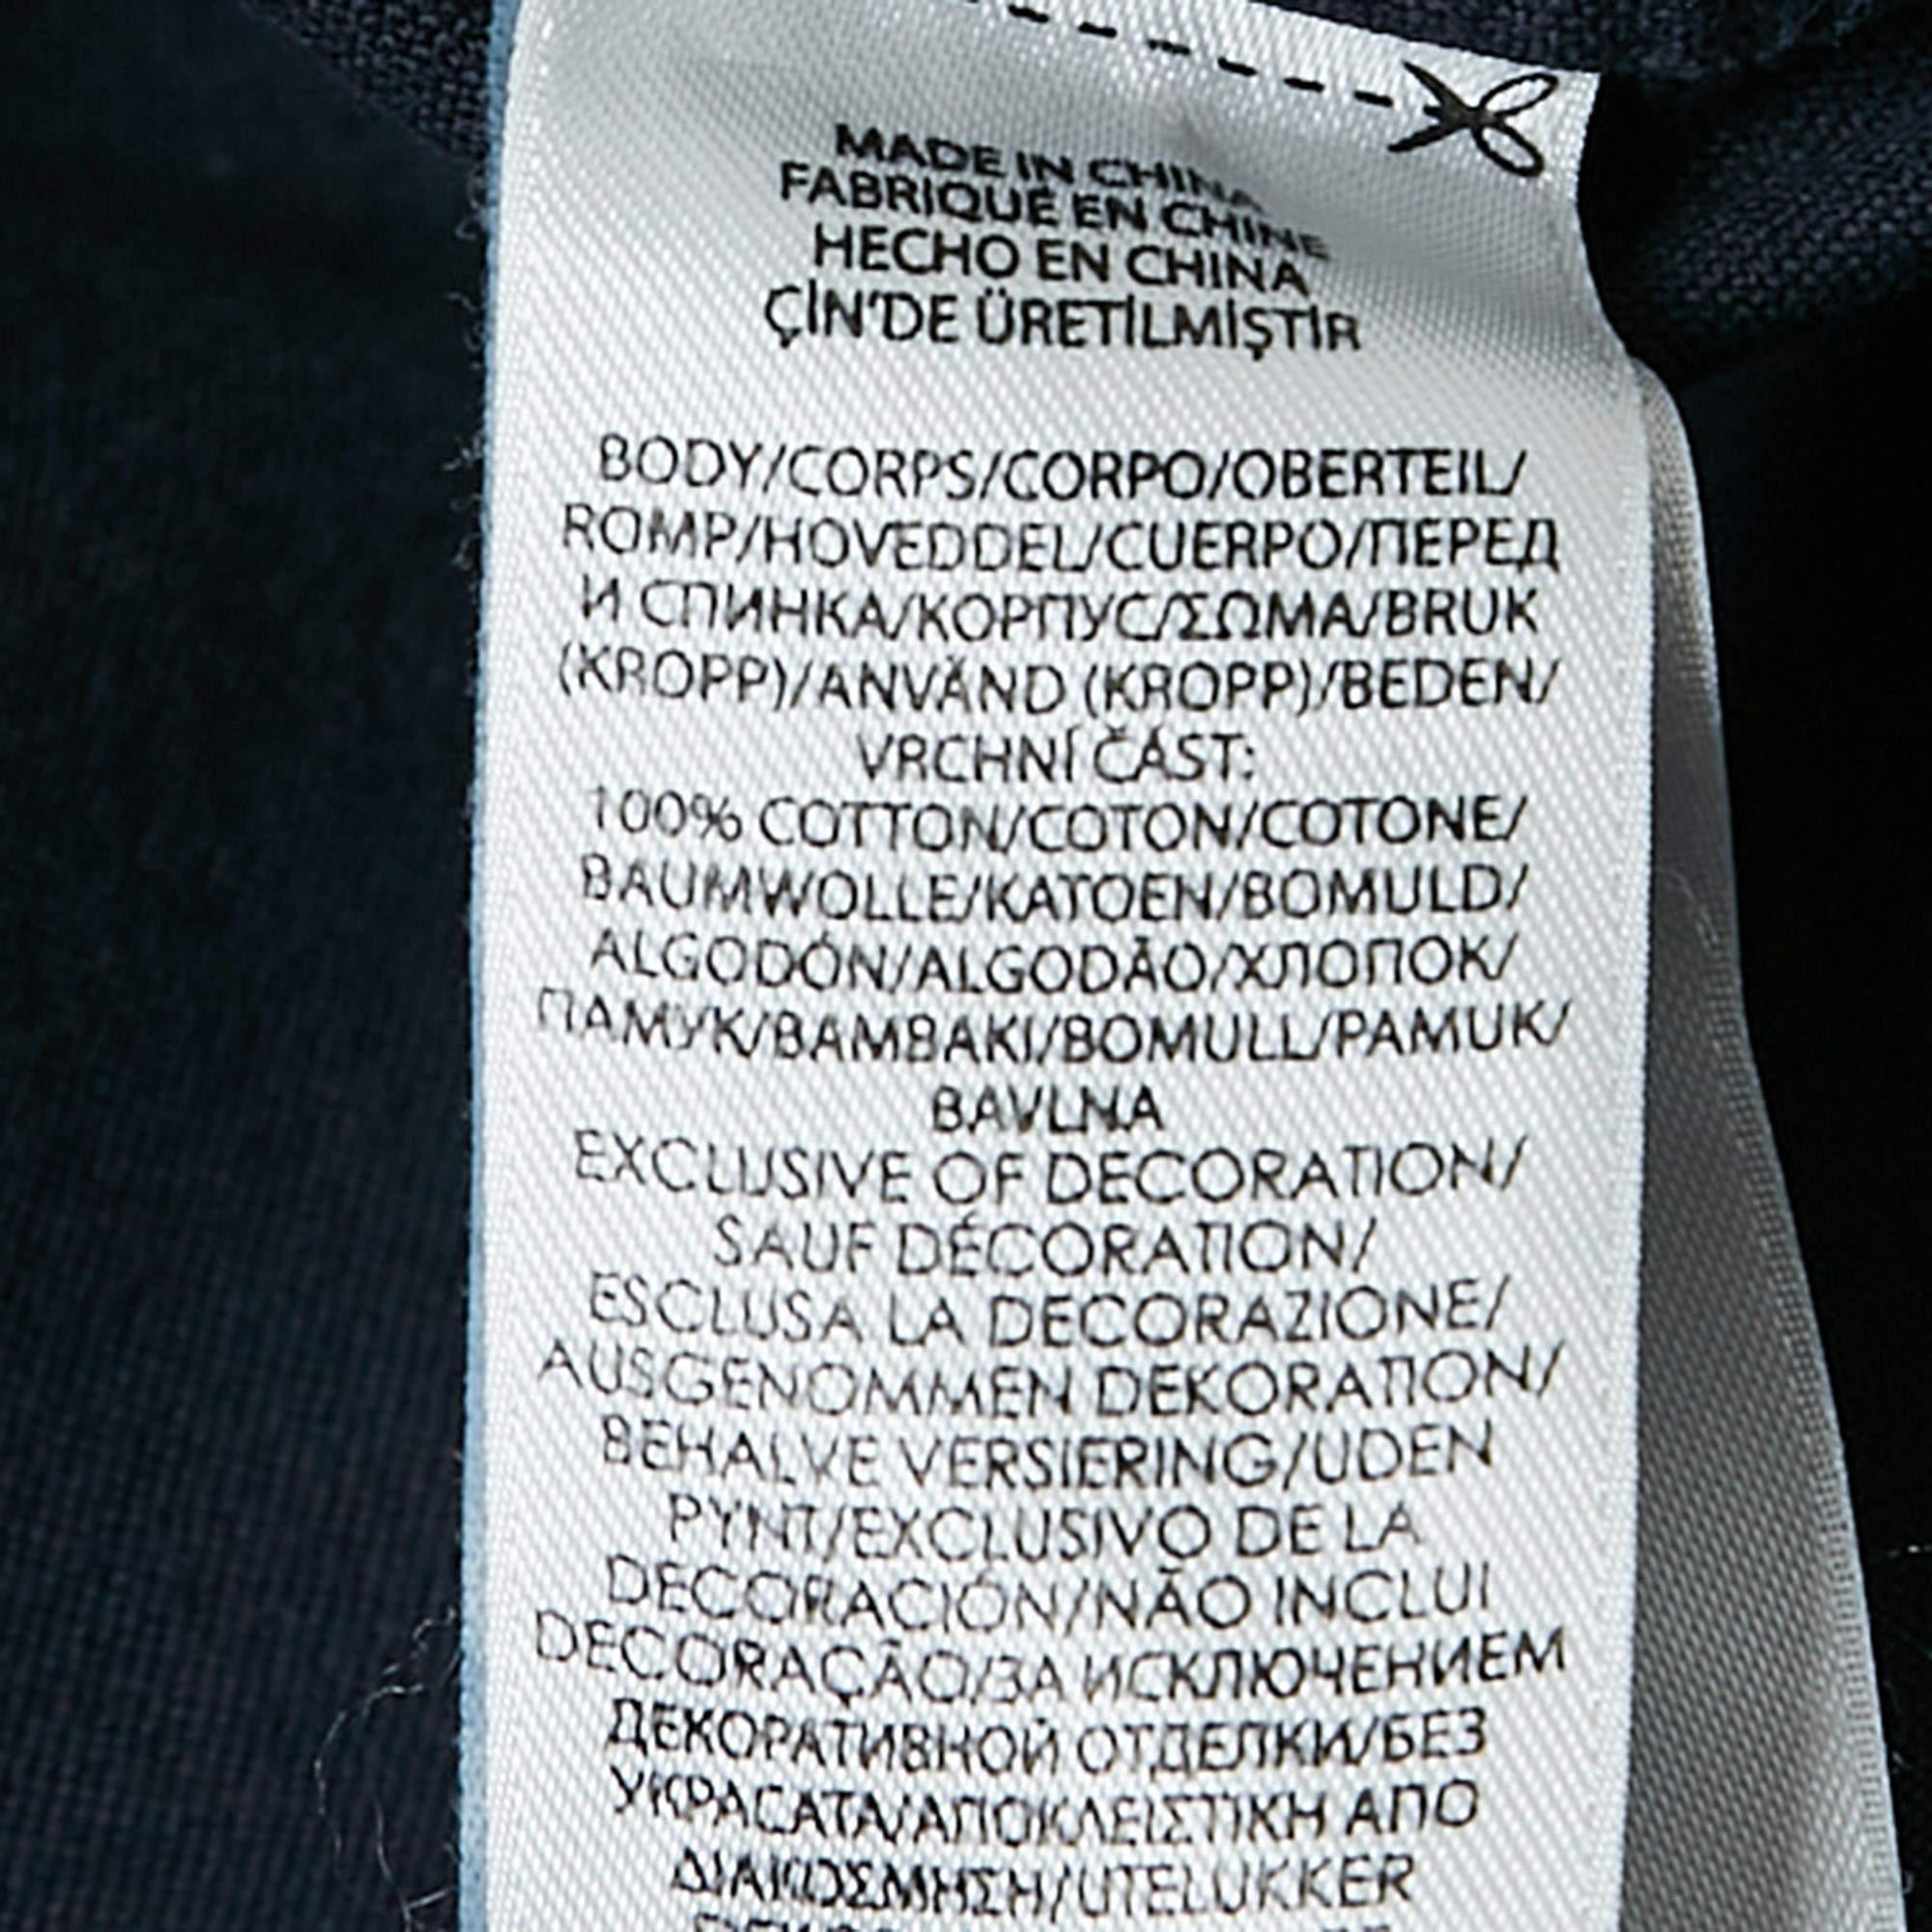 MADE IN CHINA
FABRIQUÉ EN CHINE
HECHO EN CHINA
ÇİN'DE ÜRETİLMİŞTİR
BODY/CORPS/CORPO/OBERTEIL/
ROMP/HOVEDDEL/CUERPO/ПЕРЕД
И СПИНКА/КОРПУС/ΣΩΜΑ/BRUK
(KROPP)/ANVÄND (KROPP)/BEDEN/
VRCHNÍ ČÁST:
100% COTTON/COTON/COTONE/
BAUMWOLLE/KATOEN/BOMULD/
ALGODÓN/ALGODÃO/ХЛОПОК/
ПАМУК/ΒΑΜΒΑΚΙ/BOMULL/PAMUK/
BAVLNA
EXCLUSIVE OF DECORATION/
SAUF DÉCORATION/
ESCLUSA LA DECORAZIONE/
AUSGENOMMEN DEKORATION/
BEHALVE VERSIERING/UDEN
PYNT/EXCLUSIVO DE LA
DECORACIÓN/NÃO INCLUI
DECORAÇÃO/ЗА ИСКЛЮЧЕНИЕМ
ДЕКОРАТИВНОЙ ОТДЕЛКИ/БЕЗ
УКРАСАТА/ΑΠΟΚΛΕΙΣΤΙΚΗ ΑΠΟ
ΔΙΑΚΟΣΜΗΣΗ/UTELUKKER